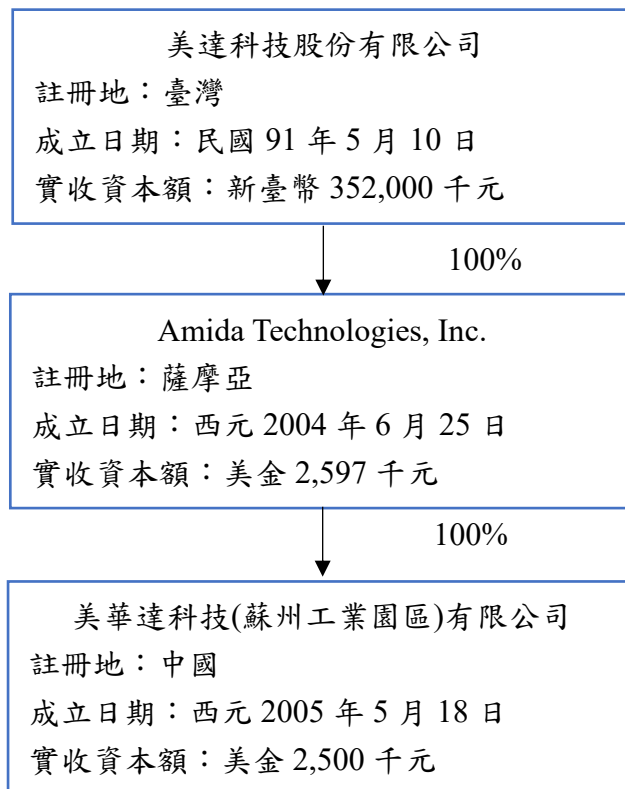 美達科技股份有限公司
註冊地：臺灣
成立日期：民國 91 年 5 月 10 日
實收資本額：新臺幣 352,000 千元
100%
Amida Technologies, Inc.
註冊地：薩摩亞
成立日期：西元 2004 年 6 月 25 日
實收資本額：美金 2,597 千元
100%
美華達科技(蘇州工業園區)有限公司
註冊地：中國
成立日期：西元 2005 年 5 月 18 日
實收資本額：美金 2,500 千元